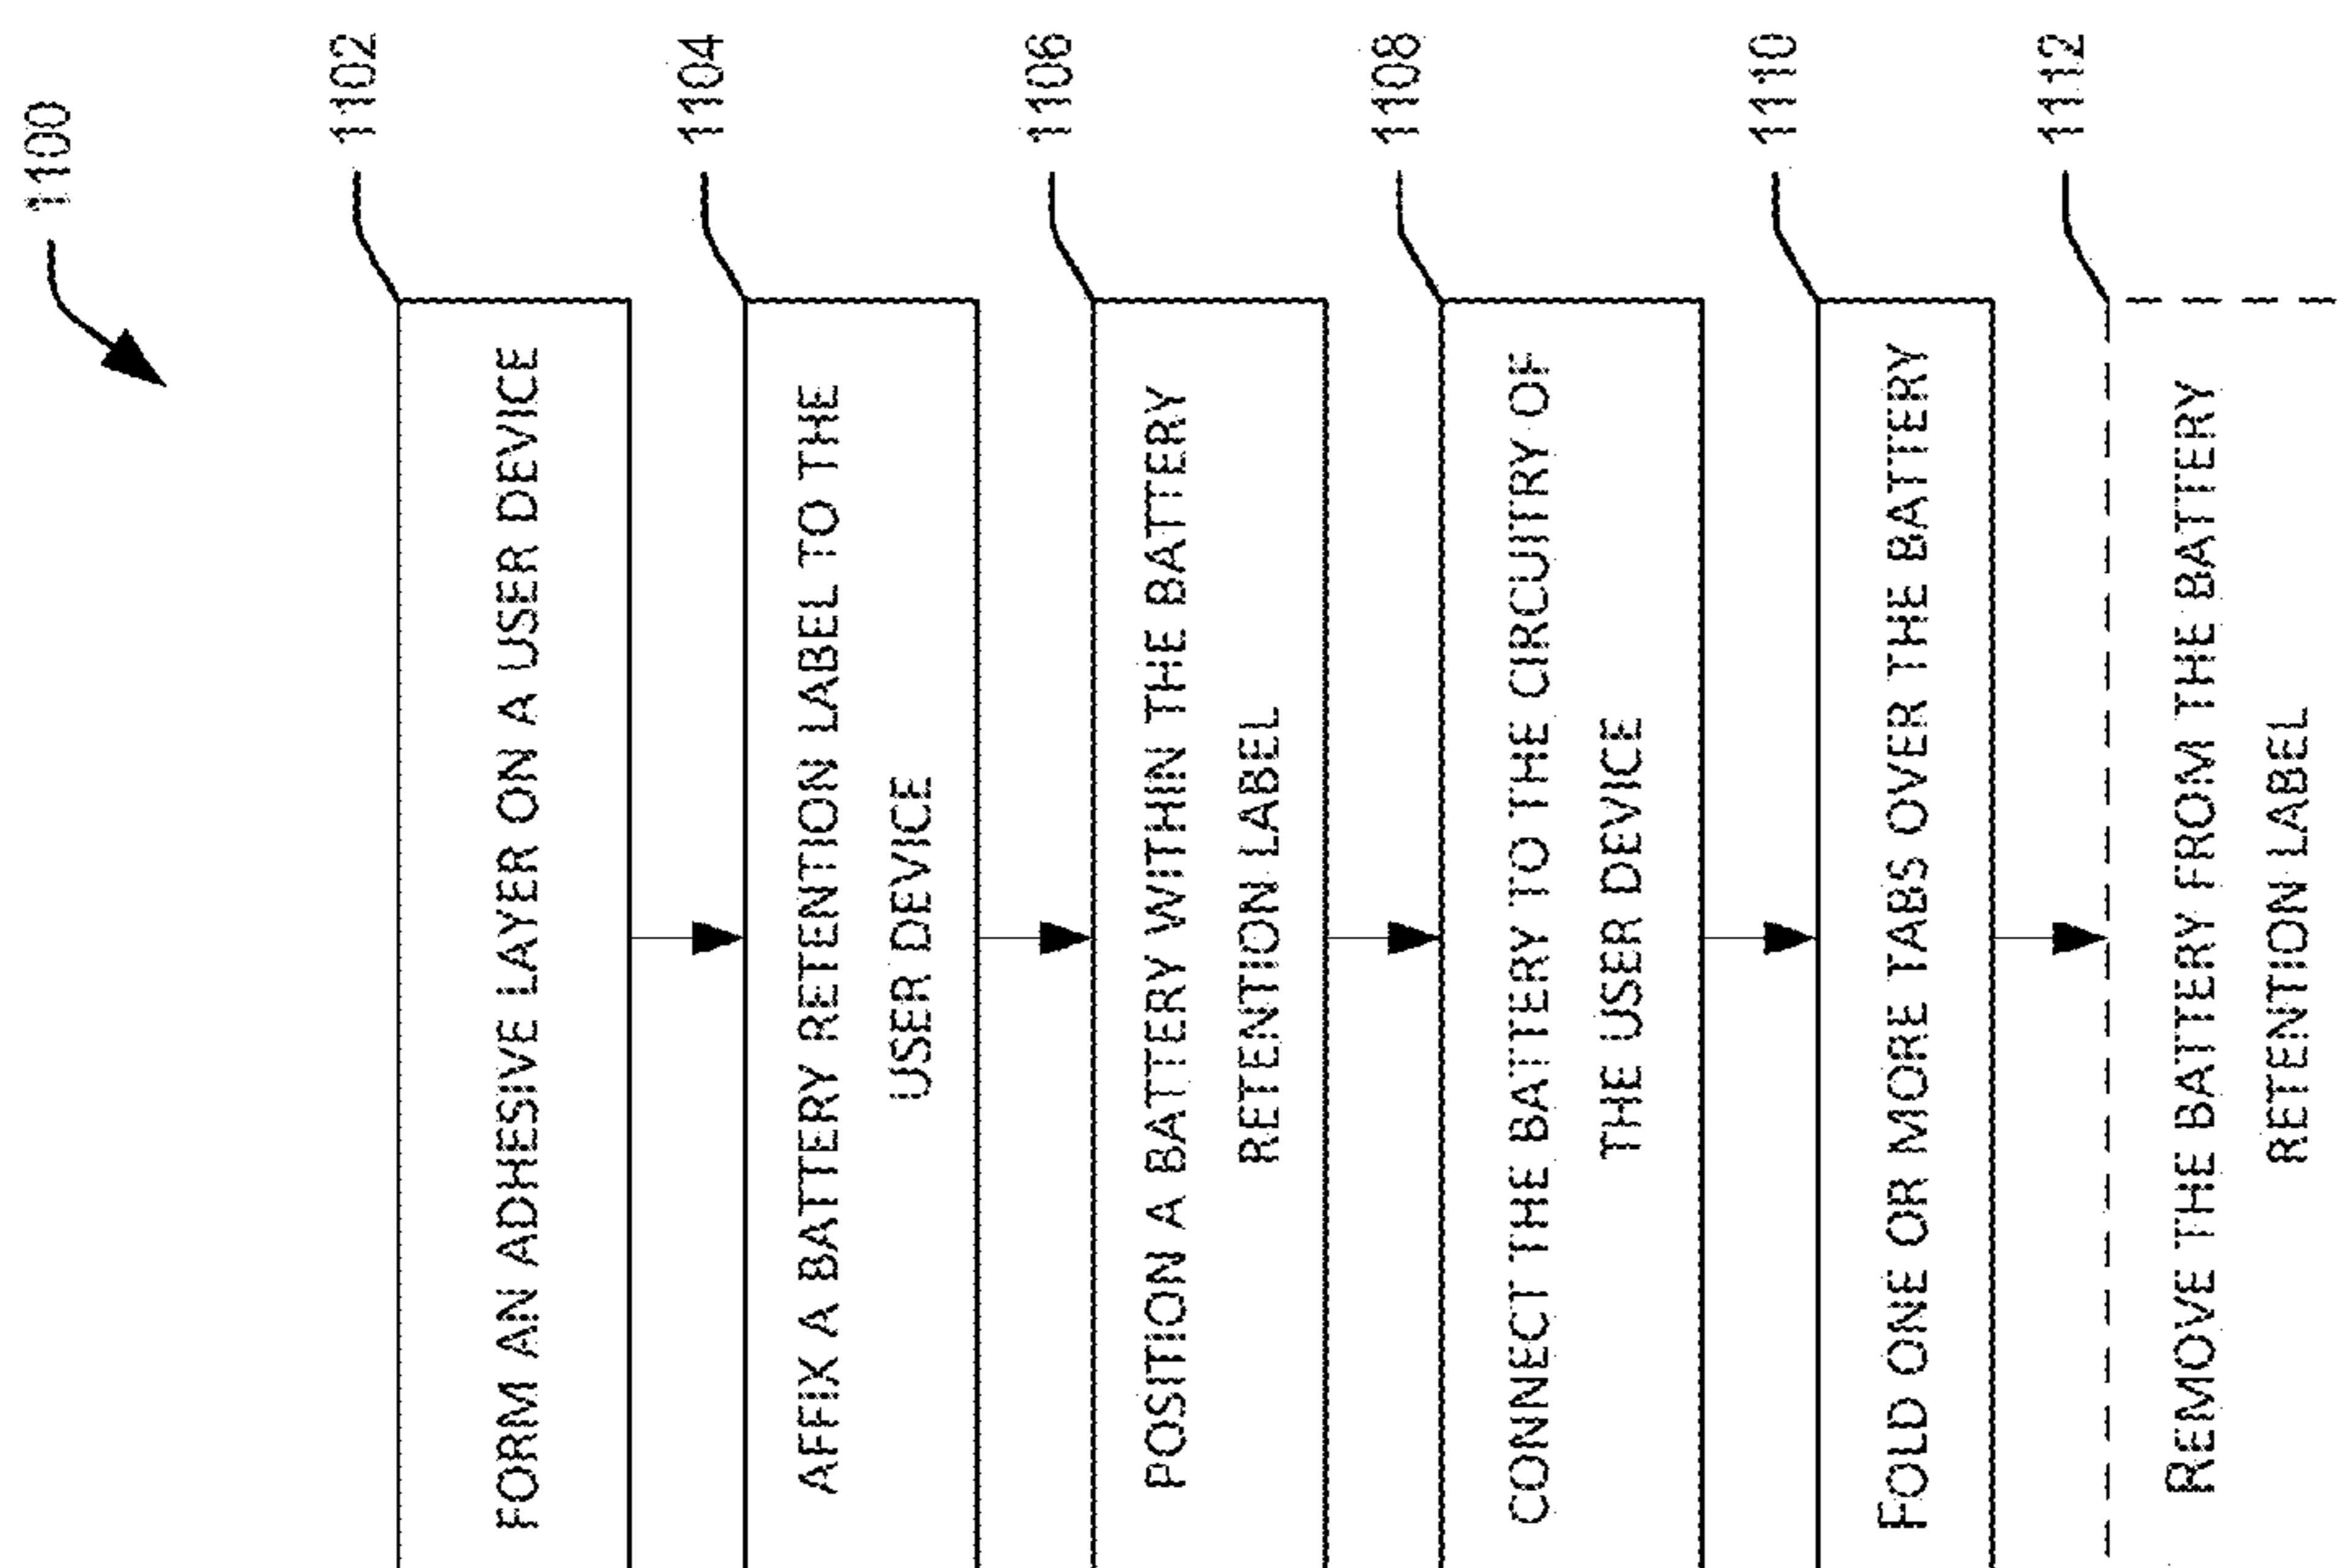 1100
1102
FORM AN ADHESIVE LAYER ON A USER DEVICE
1104
AFFIX A BATTERY RETENTION LABEL TO THE
USER DEVICE
1106
POSITION A BATTERY WITHIN THE BATTERY
RETENTION LABEL
1108
CONNECT THE BATTERY TO THE CIRCUITRY OF
THE USER DEVICE
1110
FOLD ONE OR MORE TABS OVER THE BATTERY
1112
REMOVE THE BATTERY FROM THE BATTERY
RETENTION LABEL